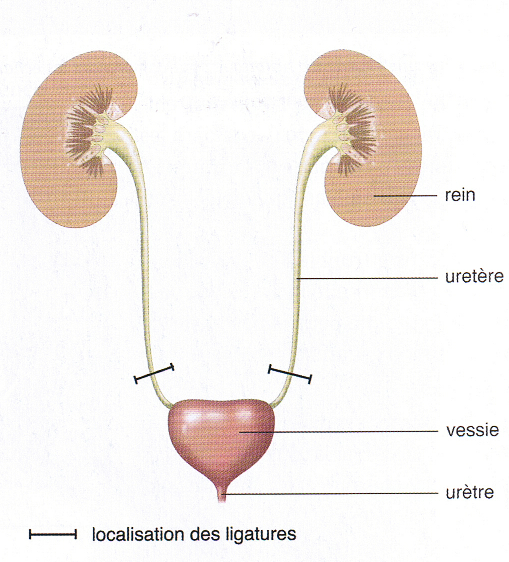 rein
uretère
vessie
urètre
localisation des ligatures